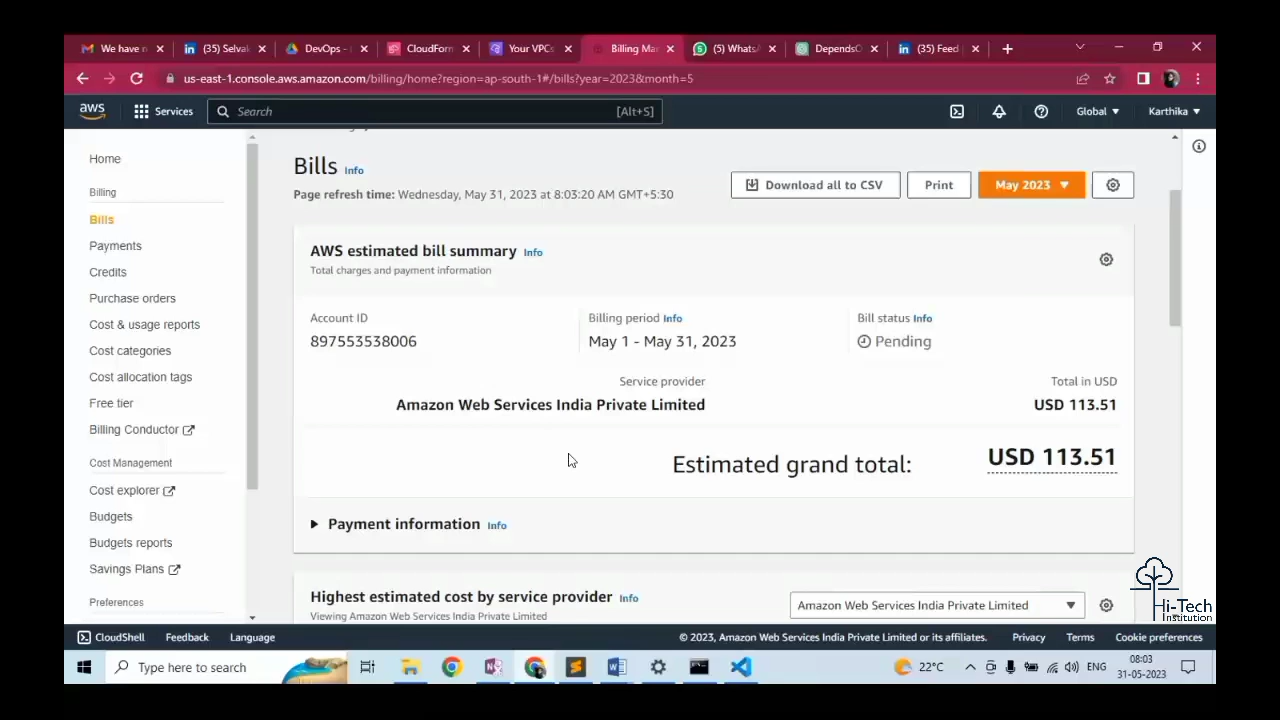 We have n
(35) Selva
DevOps -
CloudForm
Your VPCs
Billing Ma
(5) Whats
DependsO
(35) Feed
us-east-1.console.aws.amazon.com/billing/home?region=ap-south-1#/bills?year=2023&month=5
aws
Services
Search
[Alt+S]
Global
Karthika
Home
Billing
Bills
Payments
Credits
Purchase orders
Cost & usage reports
Cost categories
Cost allocation tags
Free tier
Billing Conductor
Cost Management
Cost explorer
Budgets
Budgets reports
Savings Plans
Preferences
Bills Info
Page refresh time: Wednesday, May 31, 2023 at 8:03:20 AM GMT+5:30
Download all to CSV
Print
May 2023
AWS estimated bill summary Info
Total charges and payment information
Account ID
897553538006
Billing period Info
May 1 - May 31, 2023
Bill status Info
Pending
Service provider
Amazon Web Services India Private Limited
Total in USD
USD 113.51
Estimated grand total:
USD 113.51
Payment information Info
Highest estimated cost by service provider Info
Viewing Amazon Web Services India Private Limited
Amazon Web Services India Private Limited
Hi-Tech
Institution
CloudShell
Feedback
Language
© 2023, Amazon Web Services India Private Limited or its affiliates.
Privacy
Terms
Cookie preferences
Type here to search
22°C
ENG
08:03
31-05-2023